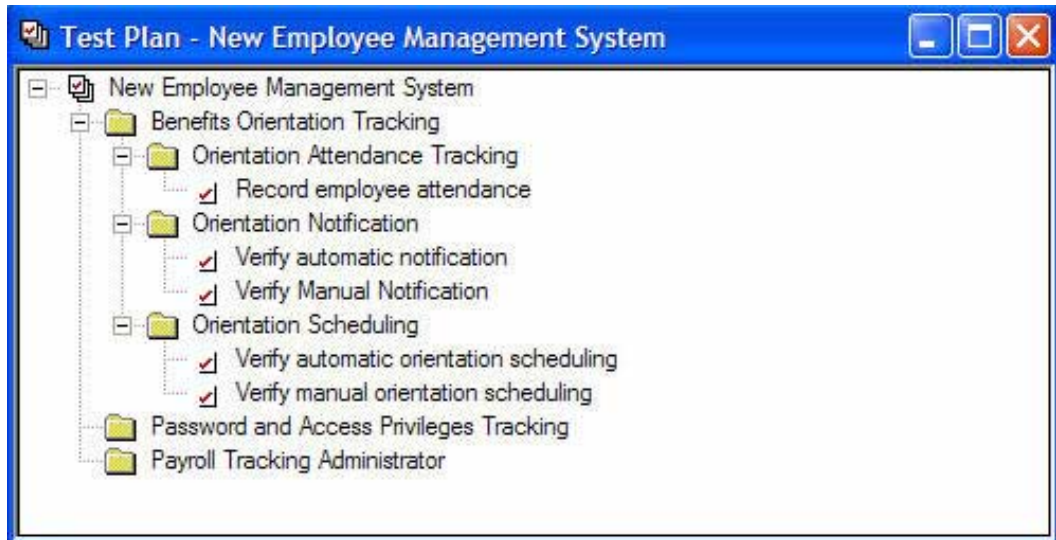 Test Plan - New Employee Management System
New Employee Management System
Benefits Orientation Tracking
Orientation Attendance Tracking
Record employee attendance
Orientation Notification
Verify automatic notification
Verify Manual Notification
Orientation Scheduling
Verify automatic orientation scheduling
Verify manual orientation scheduling
Password and Access Privileges Tracking
Payroll Tracking Administrator